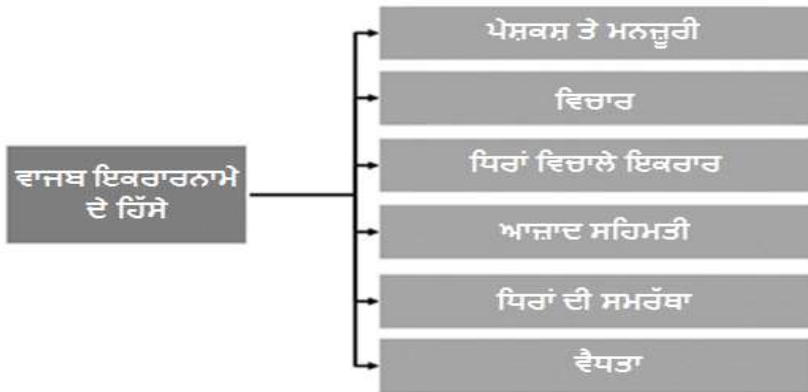 ਵਾਜਬ ਇਕਰਾਰਨਾਮੇ
ਦੇ ਹਿੱਸੇ
ਪੇਸ਼ਕਸ਼ ਤੇ ਮਨਜ਼ੂਰੀ
ਵਿਚਾਰ
ਧਿਰਾਂ ਵਿਚਾਲੇ ਇਕਰਾਰ
ਆਜ਼ਾਦ ਸਹਿਮਤੀ
ਧਿਰਾਂ ਦੀ ਸਮਰੱਥਾ
ਵੈਧਤਾ